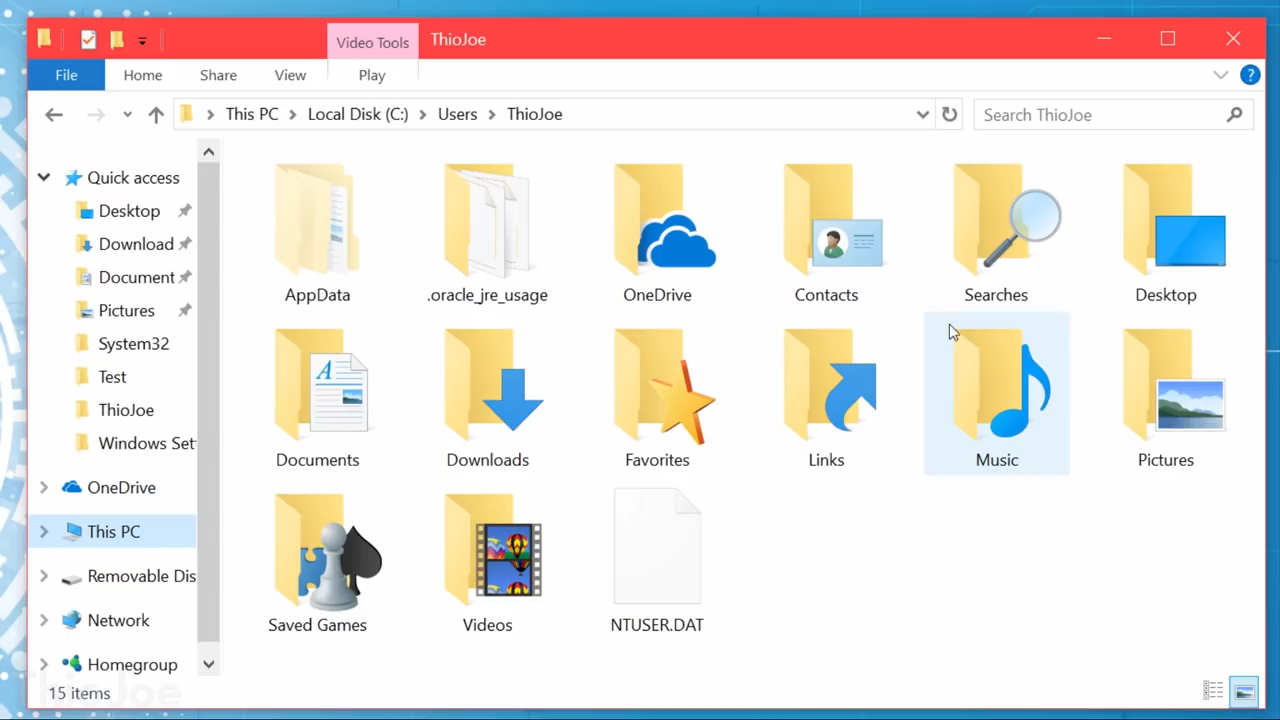 Video Tools
ThioJoe
File
Home
Share
View
Play
?
This PC
Local Disk (C:)
Users
ThioJoe
Search ThioJoe
Quick access
Desktop
Download
Document
Pictures
System32
Test
ThioJoe
Windows Set
OneDrive
This PC
Removable Dis
Network
Homegroup
AppData
.oracle_jre_usage
OneDrive
Contacts
Searches
Desktop
A
Documents
Downloads
Favorites
Links
Music
Pictures
Saved Games
Videos
NTUSER.DAT
15 items
ThioJoe